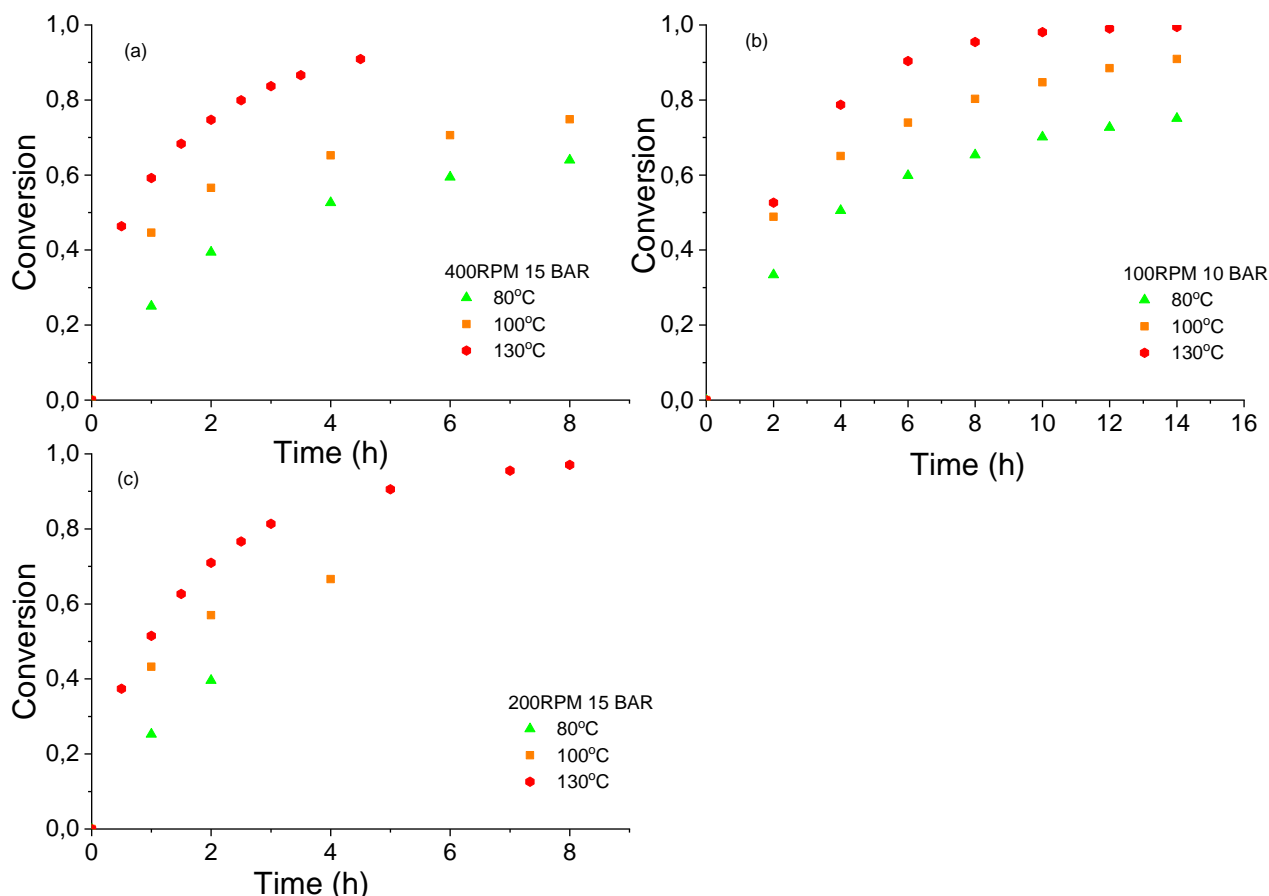 (a)
Conversion
1,0
0,8
0,6
0,4
0,2
0,0
400RPM 15 BAR
80°C
100°C
130°C
0 2 4 6 8
Time (h)
(b)
Conversion
1,0
0,8
0,6
0,4
0,2
0,0
100RPM 10 BAR
80°C
100°C
130°C
0 2 4 6 8 10 12 14 16
Time (h)
(c)
Conversion
1,0
0,8
0,6
0,4
0,2
0,0
200RPM 15 BAR
80°C
100°C
130°C
0 2 4 6 8
Time (h)